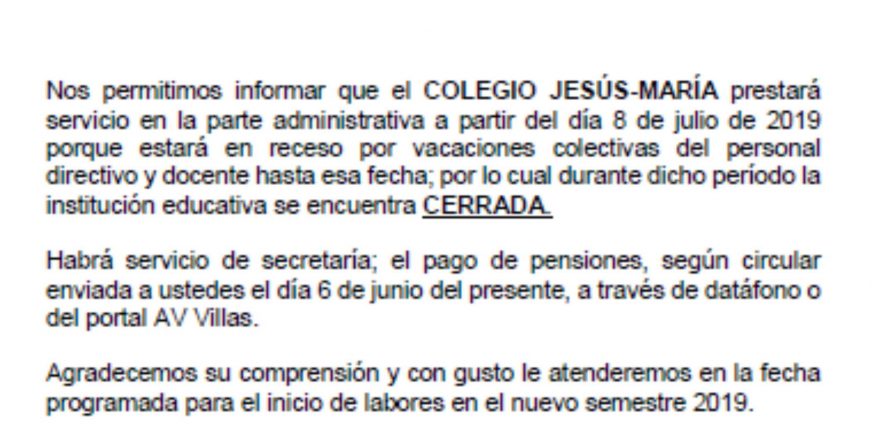 Nos permitimos informar que el COLEGIO JESÚS-MARÍA prestará
servicio en la parte administrativa a partir del día 8 de julio de 2019
porque estará en receso por vacaciones colectivas del personal
directivo y docente hasta esa fecha; por lo cual durante dicho período la
institución educativa se encuentra CERRADA.
Habrá servicio de secretaría; el pago de pensiones, según circular
enviada a ustedes el día 6 de junio del presente, a través de datáfono o
del portal AV Villas.
Agradecemos su comprensión y con gusto le atenderemos en la fecha
programada para el inicio de labores en el nuevo semestre 2019.